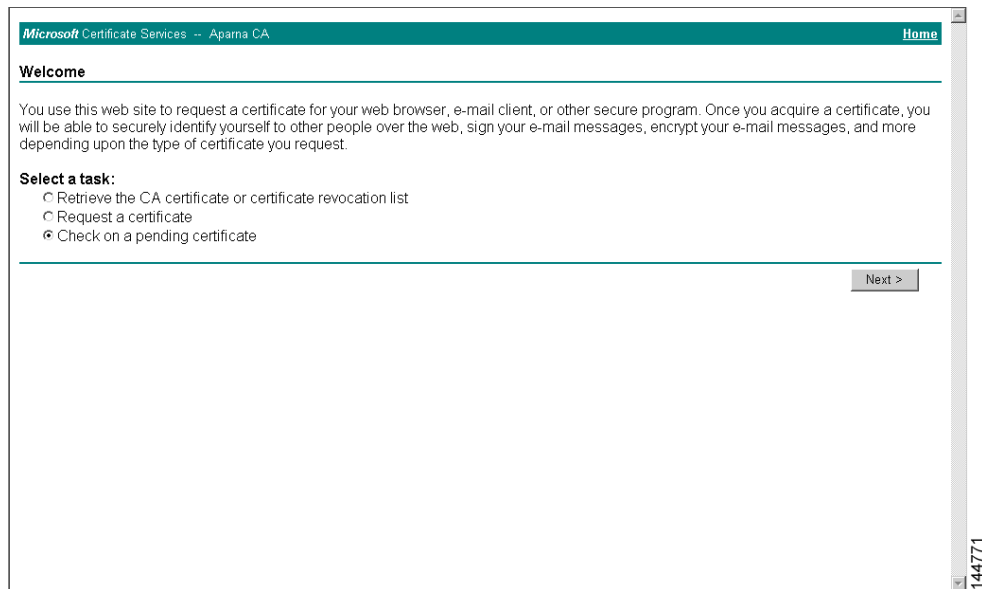 Microsoft Certificate Services -- Aparna CA Home
Welcome
You use this web site to request a certificate for your web browser, e-mail client, or other secure program. Once you acquire a certificate, you
will be able to securely identify yourself to other people over the web, sign your e-mail messages, encrypt your e-mail messages, and more
depending upon the type of certificate you request.
Select a task:
Retrieve the CA certificate or certificate revocation list
Request a certificate
Check on a pending certificate
Next >
144771